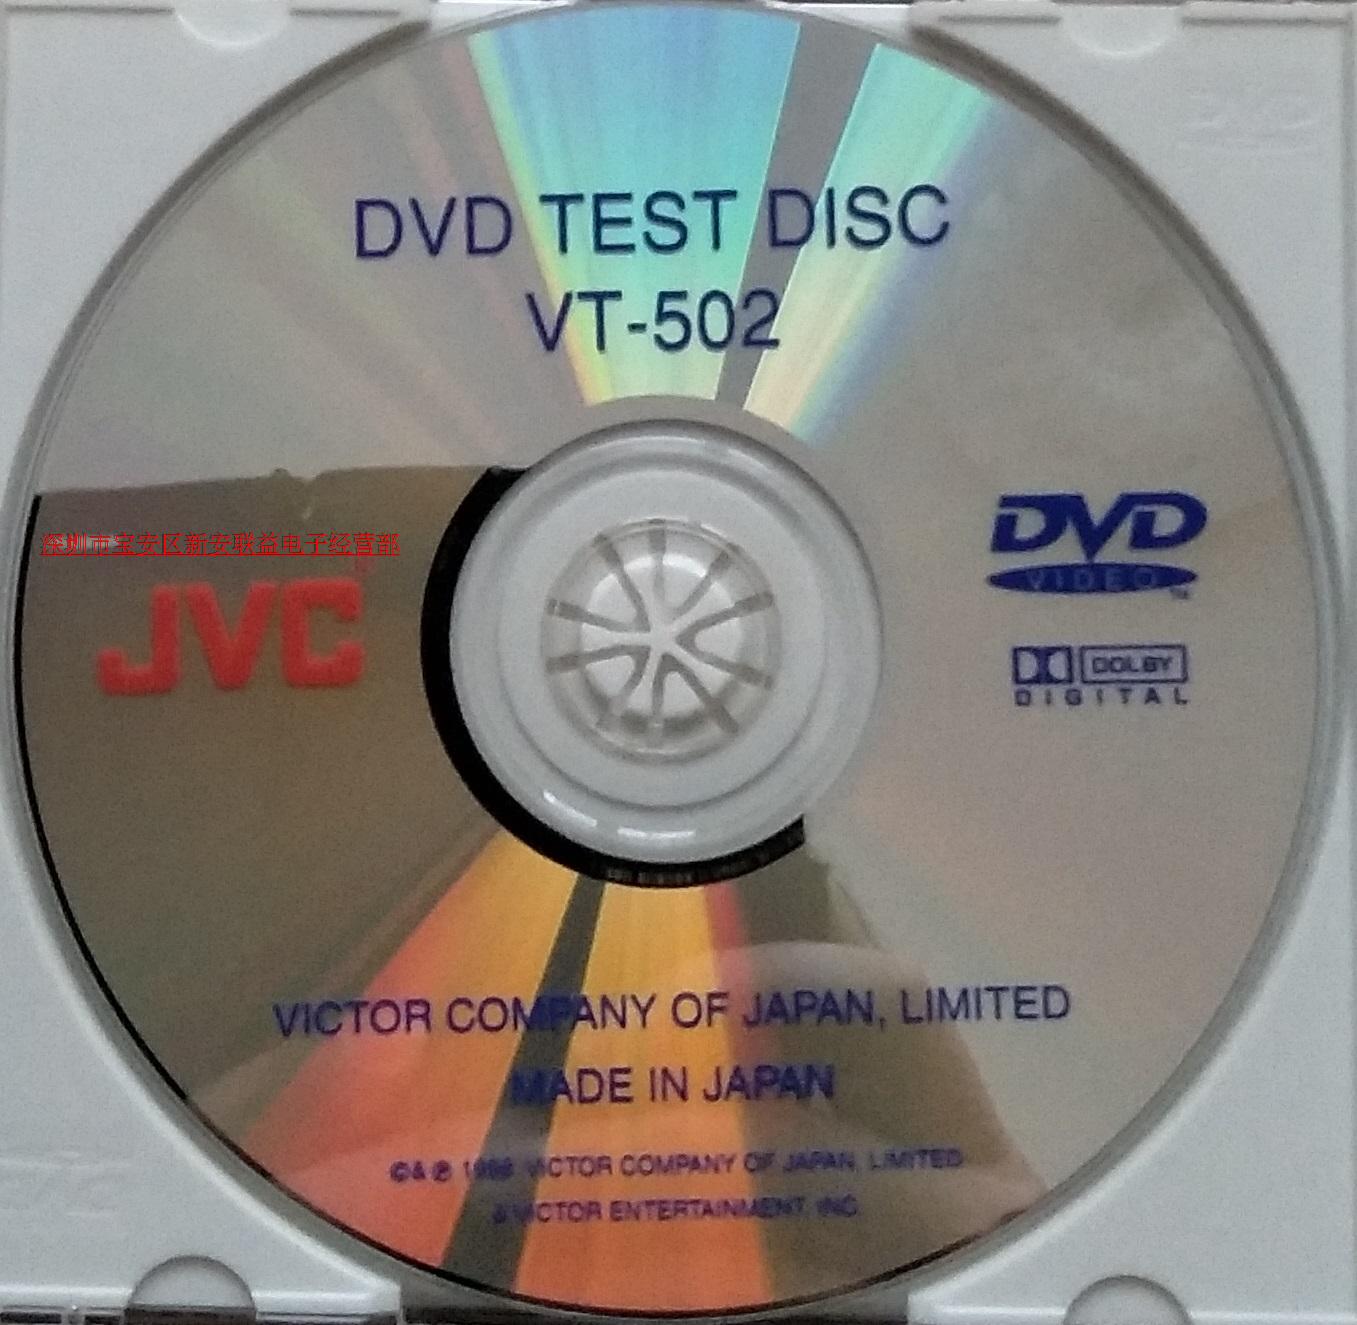 DVD TEST DISC
VT-502
深圳市宝安区新安联益电子经营部
JVC
DVD
VIDEO
TM
DOLBY
DIGITAL
VICTOR COMPANY OF JAPAN, LIMITED
MADE IN JAPAN
©& ℗ VICTOR COMPANY OF JAPAN, LIMITED
& VICTOR ENTERTAINMENT, INC